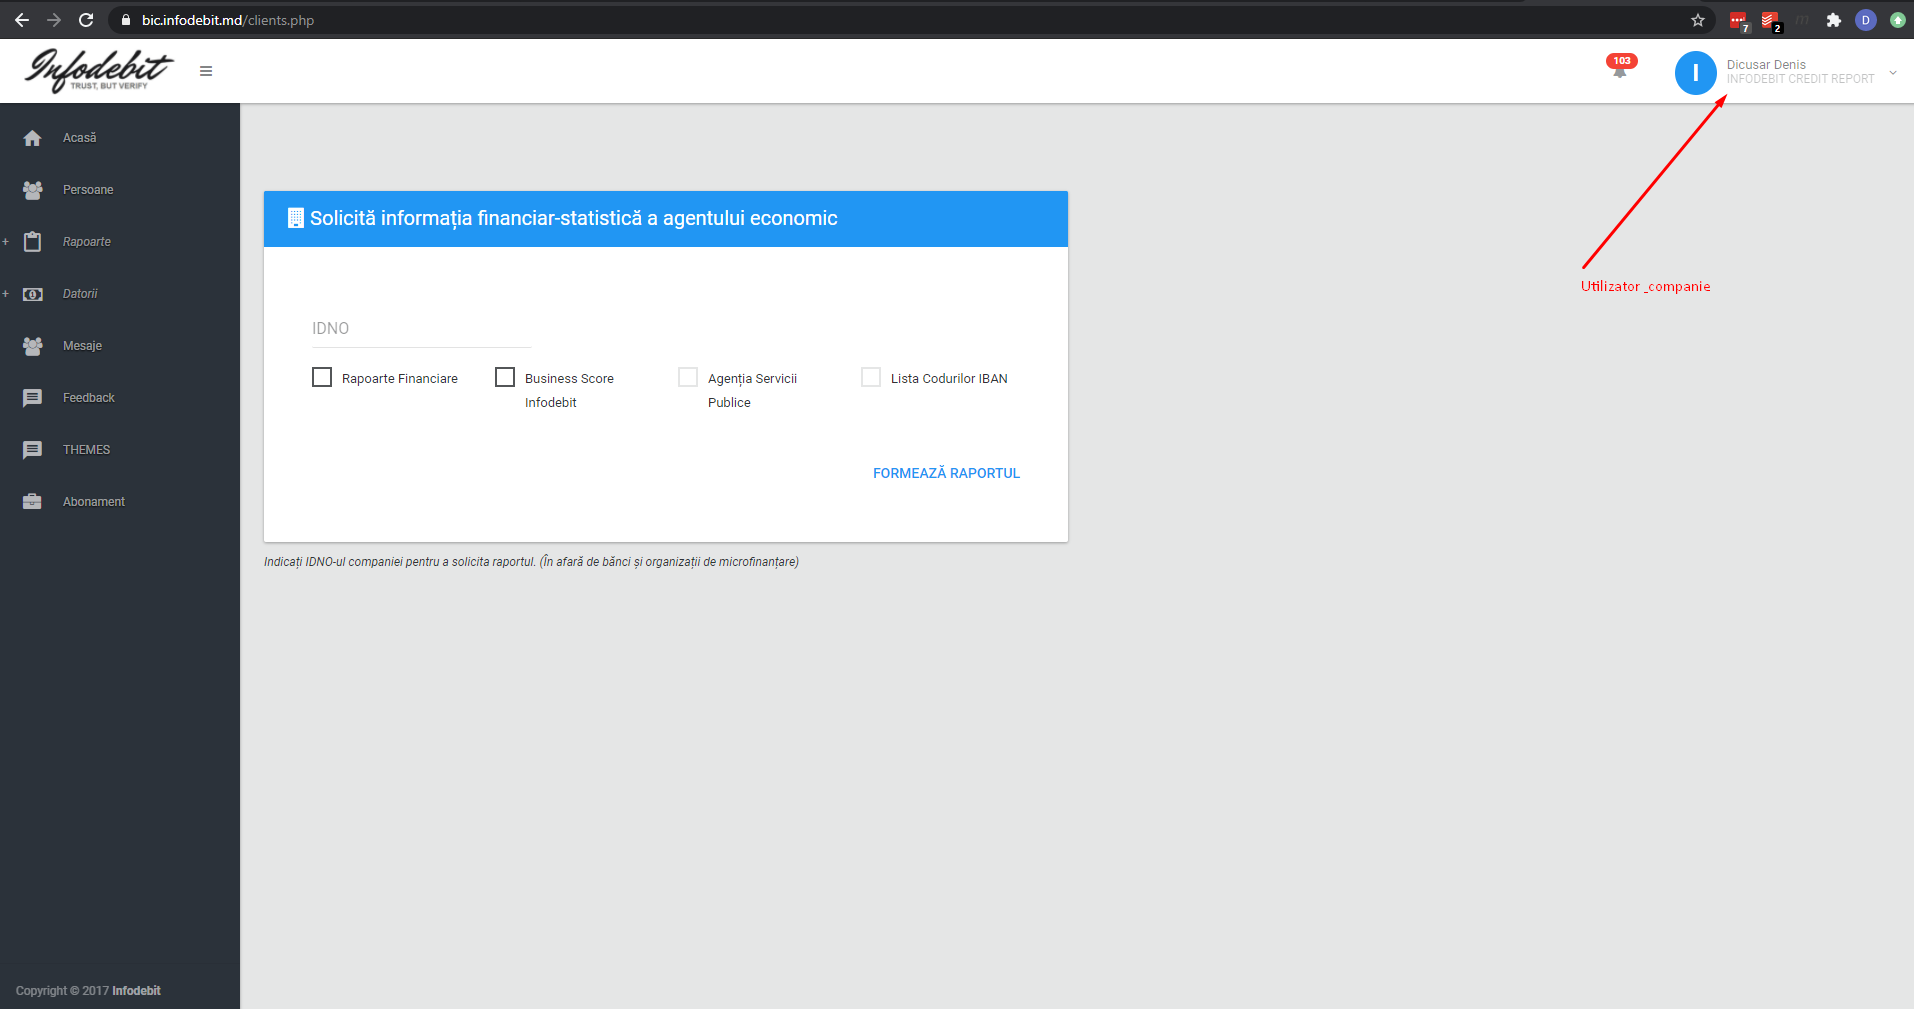 bic.infodebit.md/clients.php
7
2
m
D
Infodebit
TRUST, BUT VERIFY
103
I
Dicusar Denis
INFODEBIT CREDIT REPORT
Acasă
Persoane
+ Rapoarte
+ Datorii
Mesaje
Feedback
THEMES
Abonament
Solicită informația financiar-statistică a agentului economic
IDNO
Rapoarte Financiare
Business Score
Infodebit
Agenția Servicii
Publice
Lista Codurilor IBAN
FORMEAZĂ RAPORTUL
Indicați IDNO-ul companiei pentru a solicita raportul. (În afară de bănci și organizații de microfinanțare)
Utilizator _companie
Copyright © 2017 Infodebit